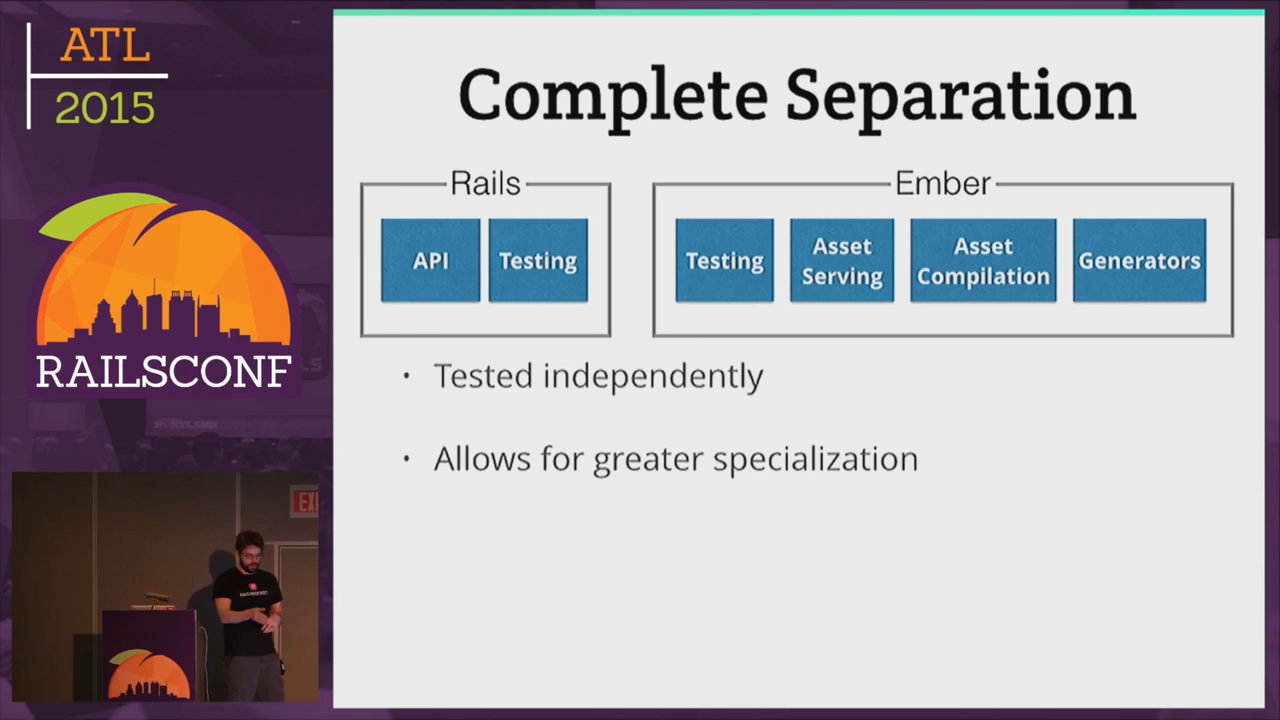 ATL
2015
RAILSCONF
Complete Separation
Rails
API
Testing
Ember
Testing
Asset
Serving
Asset
Compilation
Generators
• Tested independently
• Allows for greater specialization